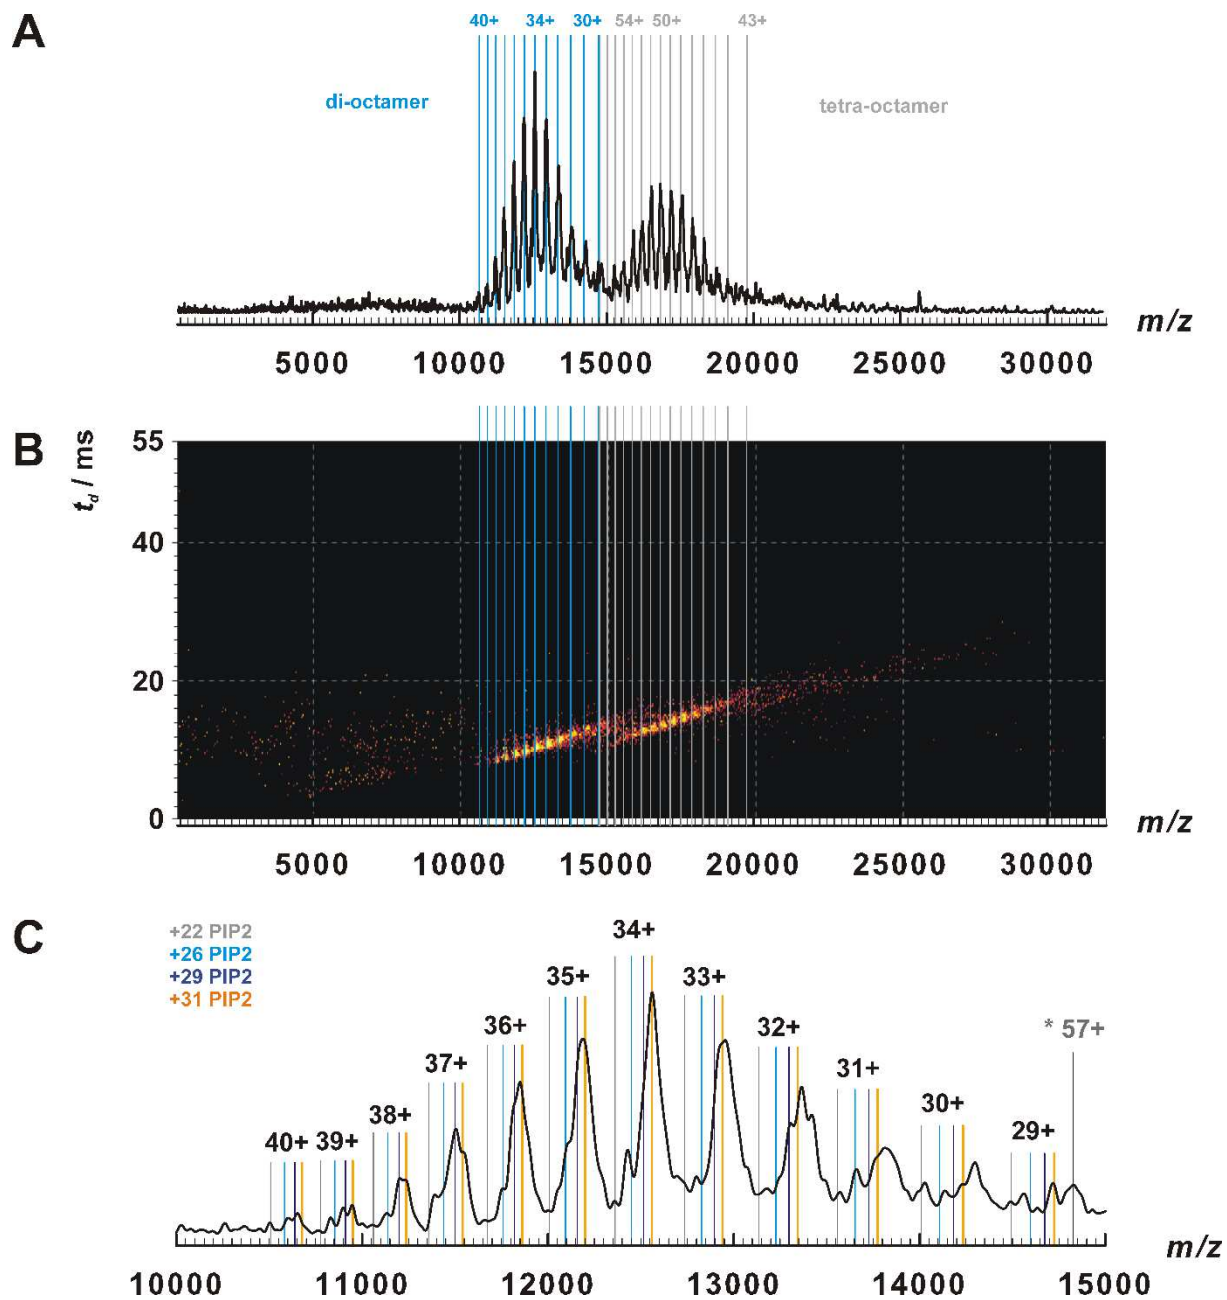 A
40+ 34+ 30+ 54+ 50+ 43+
di-octamer
tetra-octamer
m/z
5000 10000 15000 20000 25000 30000
B
t_d / ms
55
40
20
0
m/z
5000 10000 15000 20000 25000 30000
C
+22 PIP2
+26 PIP2
+29 PIP2
+31 PIP2
40+ 39+ 38+ 37+ 36+ 35+ 34+ 33+ 32+ 31+ 30+ 29+ * 57+
m/z
10000 11000 12000 13000 14000 15000